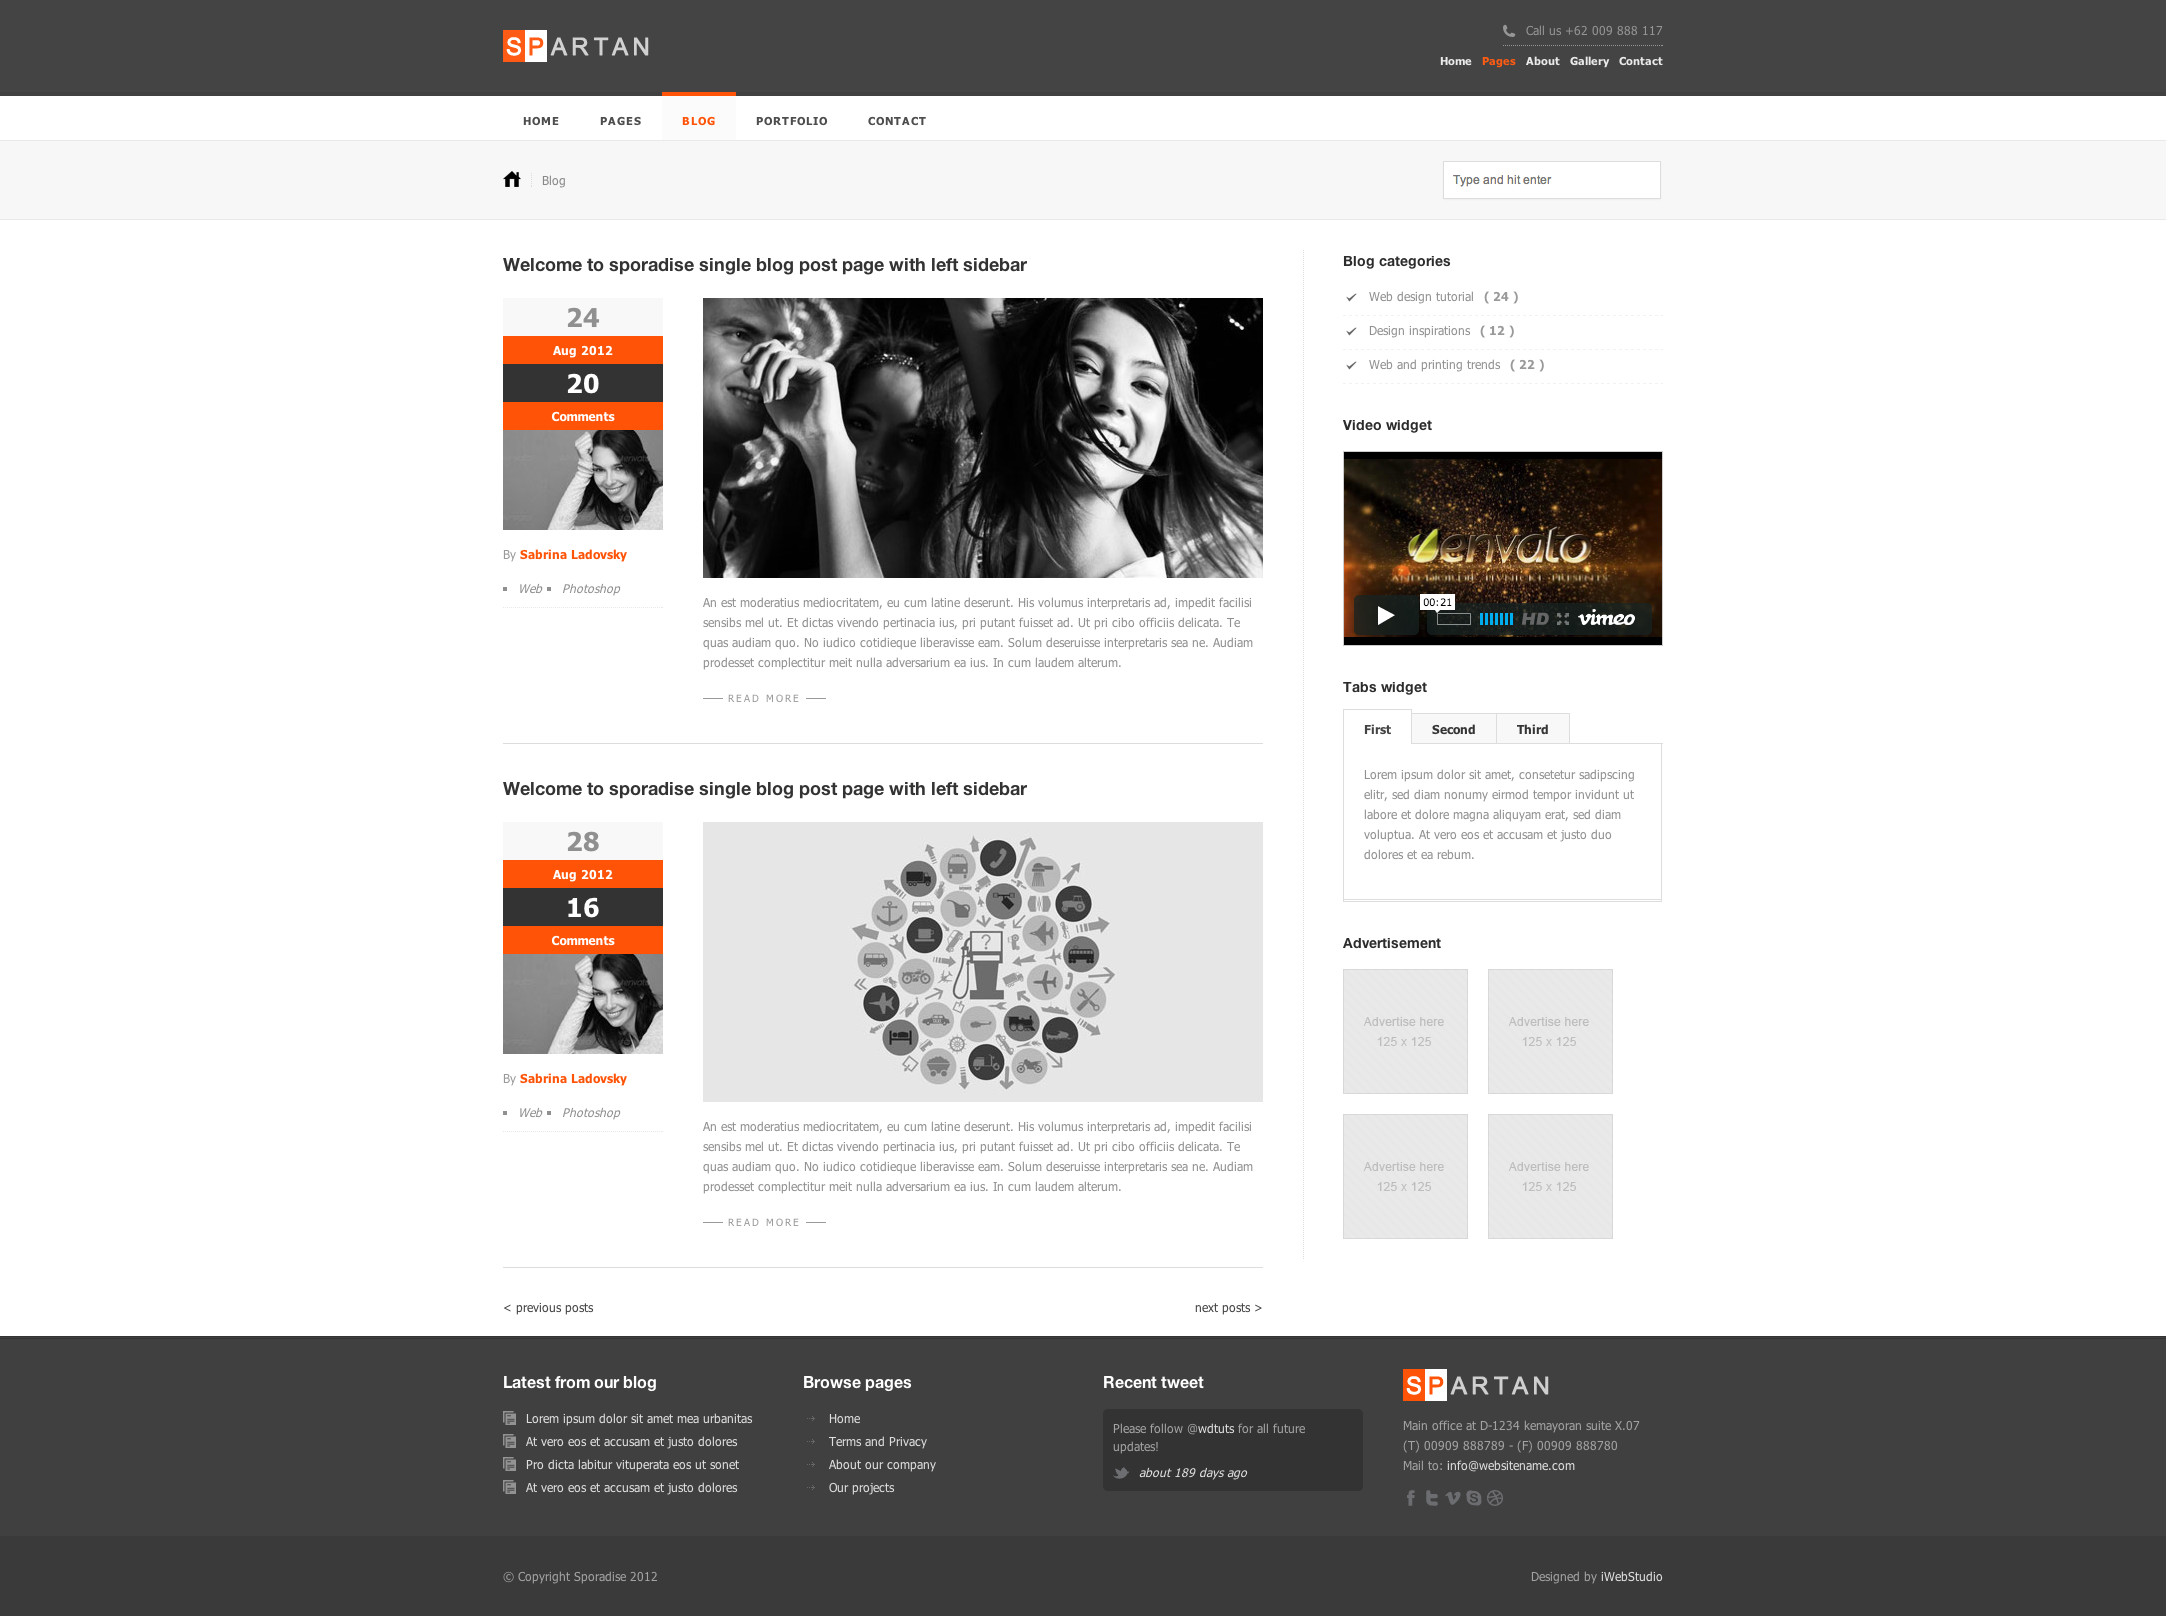 SPARTAN
Call us +62 009 888 117
Home Pages About Gallery Contact
HOME PAGES BLOG PORTFOLIO CONTACT
Blog
Type and hit enter
Welcome to sporadise single blog post page with left sidebar
24
Aug 2012
20
Comments
By Sabrina Ladovsky
Web Photoshop
An est moderatius mediocritatem, eu cum latine deserunt. His volumus interpretaris ad, impedit facilisi
sensibs mel ut. Et dictas vivendo pertinacia ius, pri putant fuisset ad. Ut pri cibo officiis delicata. Te
quas audiam quo. No iudico cotidieque liberavisse eam. Solum deseruisse interpretaris sea ne. Audiam
prodesset complectitur meit nulla adversarium ea ius. In cum laudem alterum.
READ MORE
Welcome to sporadise single blog post page with left sidebar
28
Aug 2012
16
Comments
By Sabrina Ladovsky
Web Photoshop
?
An est moderatius mediocritatem, eu cum latine deserunt. His volumus interpretaris ad, impedit facilisi
sensibs mel ut. Et dictas vivendo pertinacia ius, pri putant fuisset ad. Ut pri cibo officiis delicata. Te
quas audiam quo. No iudico cotidieque liberavisse eam. Solum deseruisse interpretaris sea ne. Audiam
prodesset complectitur meit nulla adversarium ea ius. In cum laudem alterum.
READ MORE
< previous posts
next posts >
Blog categories
Web design tutorial ( 24 )
Design inspirations ( 12 )
Web and printing trends ( 22 )
Video widget
envato
PRESENTS
00:21
HD vimeo
Tabs widget
First Second Third
Lorem ipsum dolor sit amet, consetetur sadipscing
elitr, sed diam nonumy eirmod tempor invidunt ut
labore et dolore magna aliquyam erat, sed diam
voluptua. At vero eos et accusam et justo duo
dolores et ea rebum.
Advertisement
Advertise here
125 x 125
Advertise here
125 x 125
Advertise here
125 x 125
Advertise here
125 x 125
Latest from our blog
Lorem ipsum dolor sit amet mea urbanitas
At vero eos et accusam et justo dolores
Pro dicta labitur vituperata eos ut sonet
At vero eos et accusam et justo dolores
Browse pages
Home
Terms and Privacy
About our company
Our projects
Recent tweet
Please follow @wdtuts for all future
updates!
about 189 days ago
SPARTAN
Main office at D-1234 kemayoran suite X.07
(T) 00909 888789 - (F) 00909 888780
Mail to: info@websitename.com
© Copyright Sporadise 2012
Designed by iWebStudio